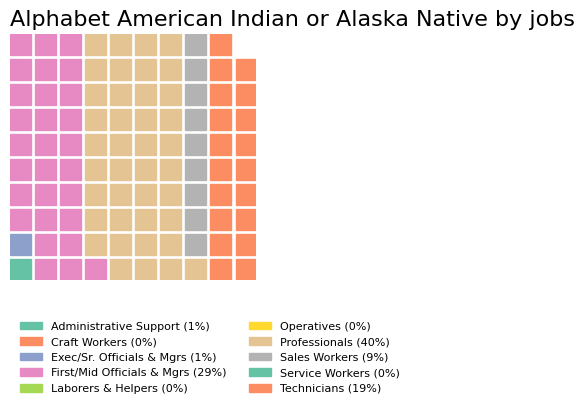 Alphabet American Indian or Alaska Native by jobs
Administrative Support (1%)
Craft Workers (0%)
Exec/Sr. Officials & Mgrs (1%)
First/Mid Officials & Mgrs (29%)
Laborers & Helpers (0%)
Operatives (0%)
Professionals (40%)
Sales Workers (9%)
Service Workers (0%)
Technicians (19%)